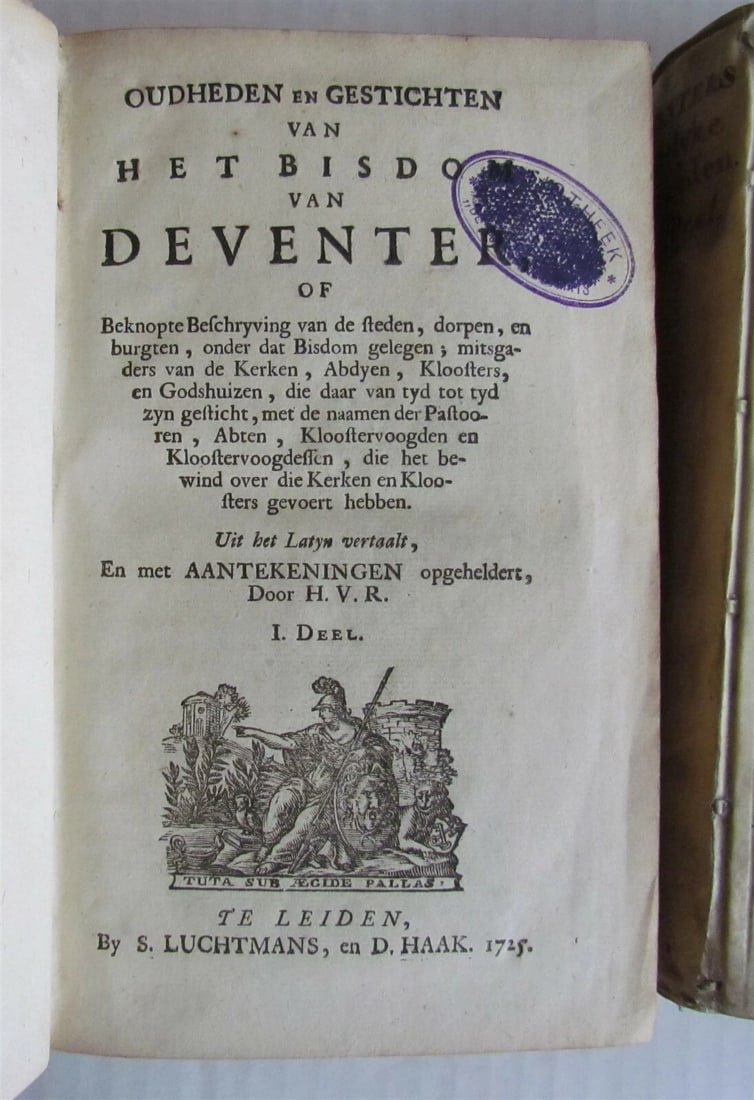 OUDHEDEN EN GESTICHTEN
VAN
HET BISDOM
VAN
DEVENTER,
OF
Beknopte Beſchryving van de ſteden, dorpen, en
burgten, onder dat Bisdom gelegen; mitsga-
ders van de Kerken, Abdyen, Klooſters,
en Godshuizen, die daar van tyd tot tyd
zyn geſticht, met de naamen der Paſtoo-
ren, Abten, Klooſtervoogden en
Klooſtervoogdeſſen, die het be-
wind over die Kerken en Kloo-
ſters gevoert hebben.
Uit het Latyn vertaalt,
En met AANTEKENINGEN opgeheldert,
Door H. V. R.
I. DEEL.
TUTA SUB ÆGIDE PALLAS.
TE LEIDEN,
By S. LUCHTMANS, en D. HAAK. 1725.